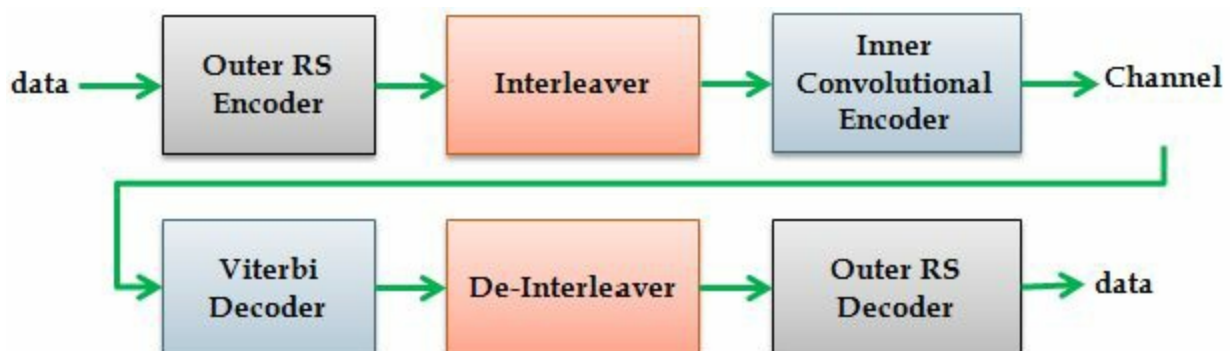 data
Outer RS
Encoder
Interleaver
Inner
Convolutional
Encoder
Channel
Viterbi
Decoder
De-Interleaver
Outer RS
Decoder
data